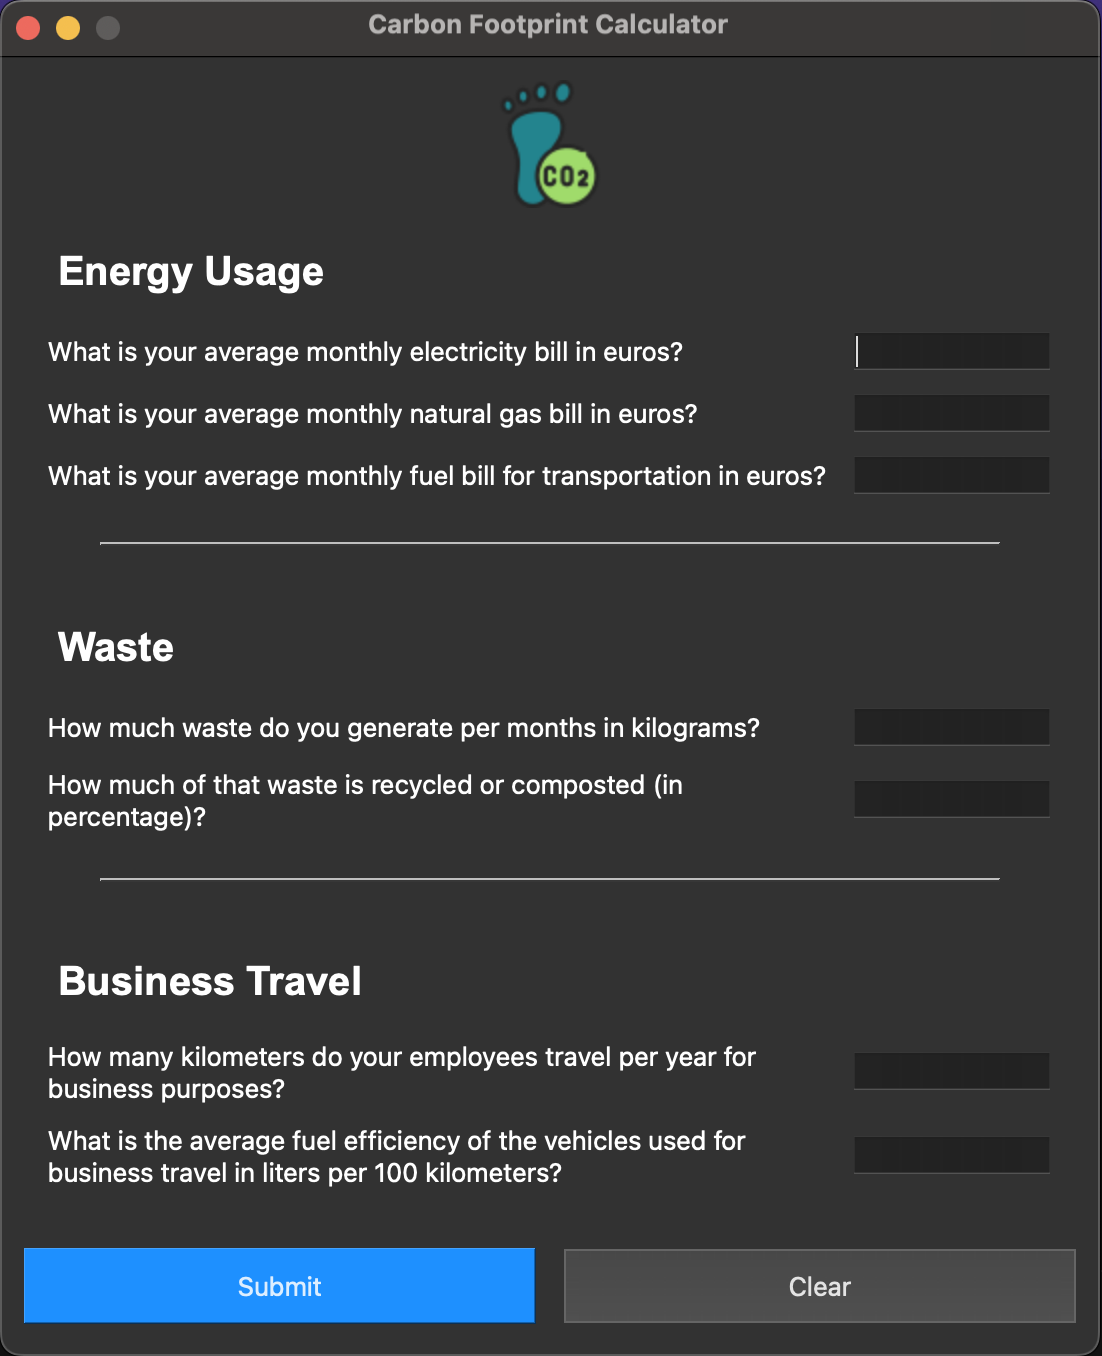 Carbon Footprint Calculator
CO2
Energy Usage
What is your average monthly electricity bill in euros?
What is your average monthly natural gas bill in euros?
What is your average monthly fuel bill for transportation in euros?
Waste
How much waste do you generate per months in kilograms?
How much of that waste is recycled or composted (in
percentage)?
Business Travel
How many kilometers do your employees travel per year for
business purposes?
What is the average fuel efficiency of the vehicles used for
business travel in liters per 100 kilometers?
Submit
Clear